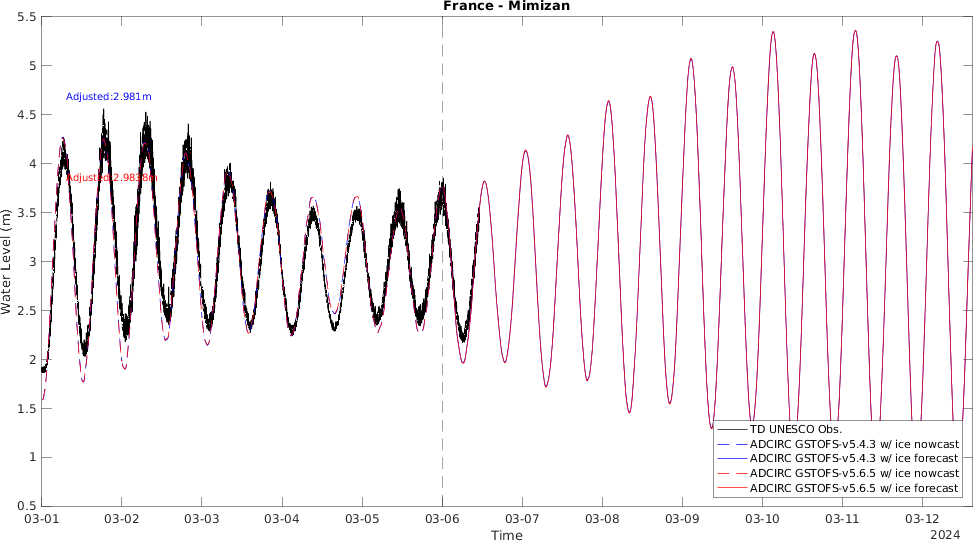 France - Mimizan
5.5
5
4.5
4
3.5
3
2.5
2
1.5
1
0.5
Water Level (m)
Adjusted:2.981m
Adjusted:2.9838m
TD UNESCO Obs.
ADCIRC GSTOFS-v5.4.3 w/ ice nowcast
ADCIRC GSTOFS-v5.4.3 w/ ice forecast
ADCIRC GSTOFS-v5.6.5 w/ ice nowcast
ADCIRC GSTOFS-v5.6.5 w/ ice forecast
03-01 03-02 03-03 03-04 03-05 03-06 03-07 03-08 03-09 03-10 03-11 03-12
Time
2024